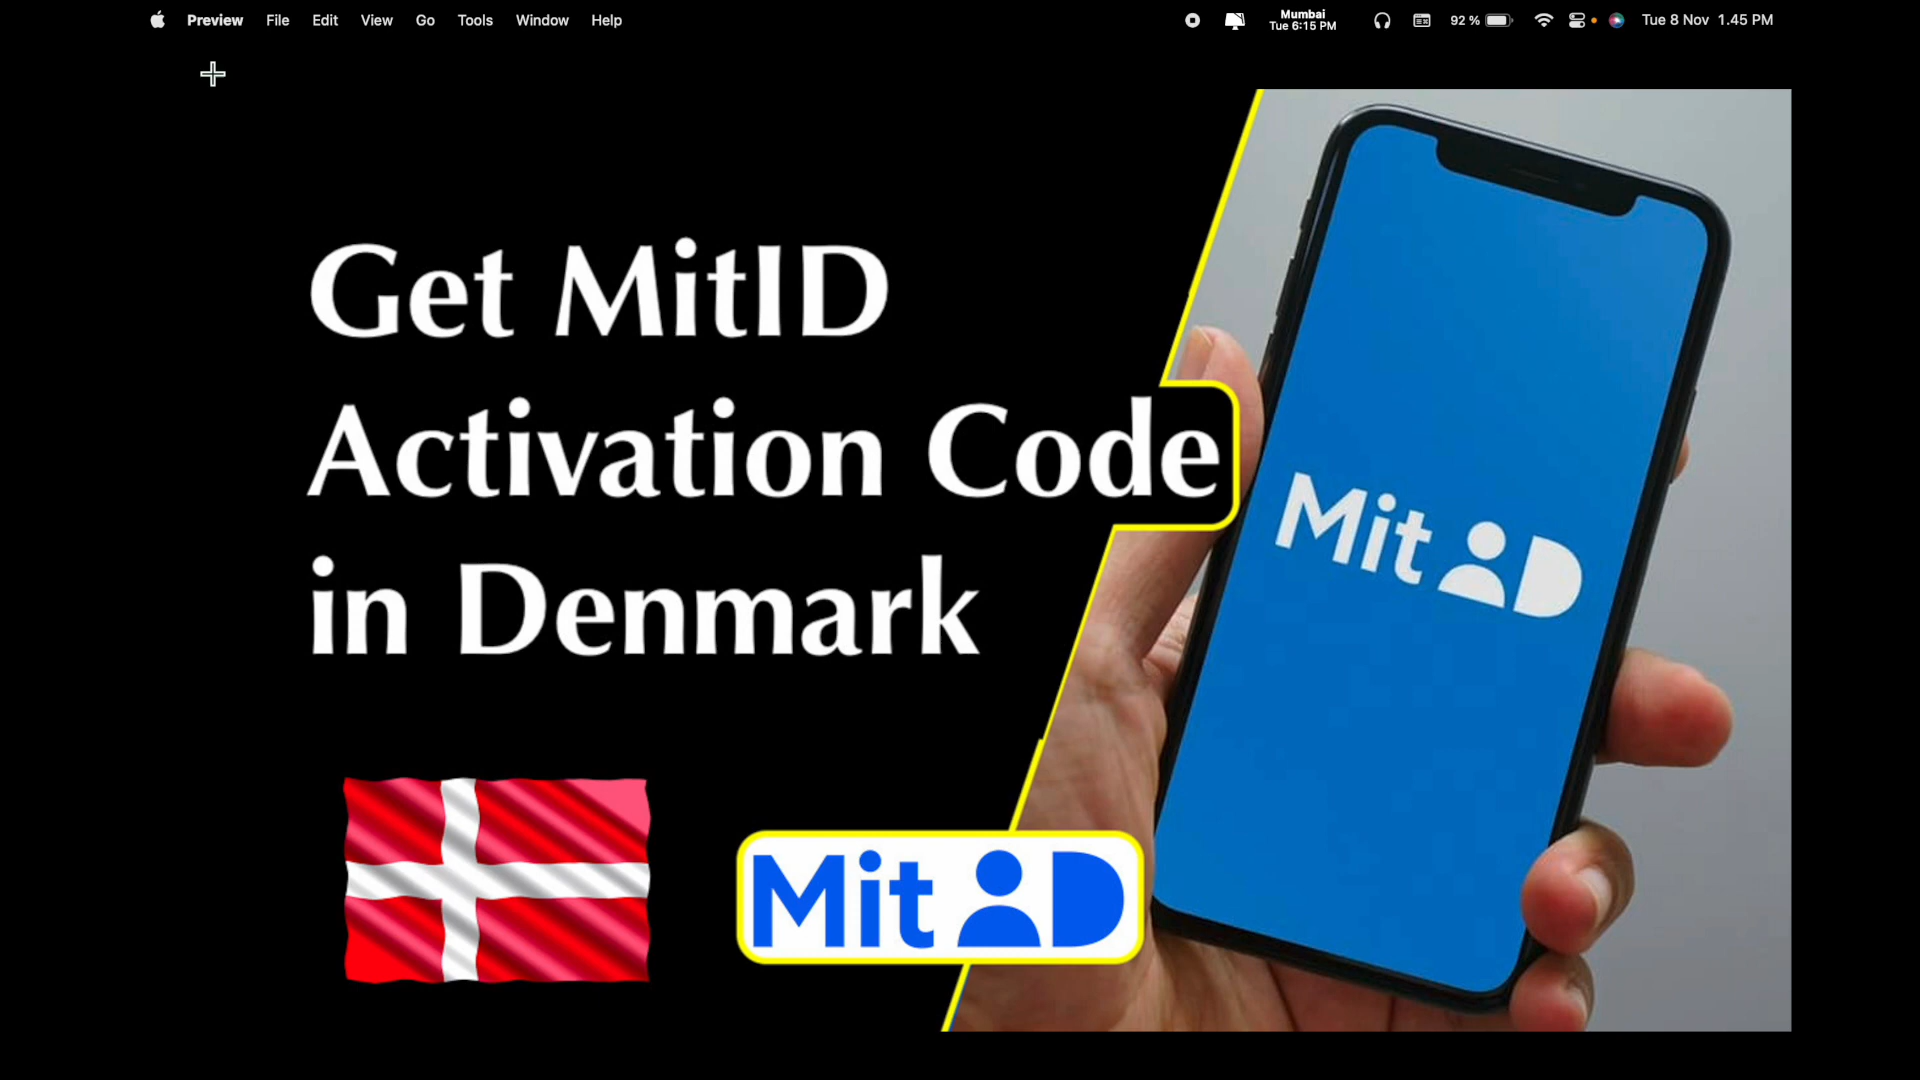 Preview File Edit View Go Tools Window Help
Mumbai
Tue 6:15 PM
92 %
Tue 8 Nov 1.45 PM
Get MitID
Activation Code
in Denmark
Mit D
Mit D